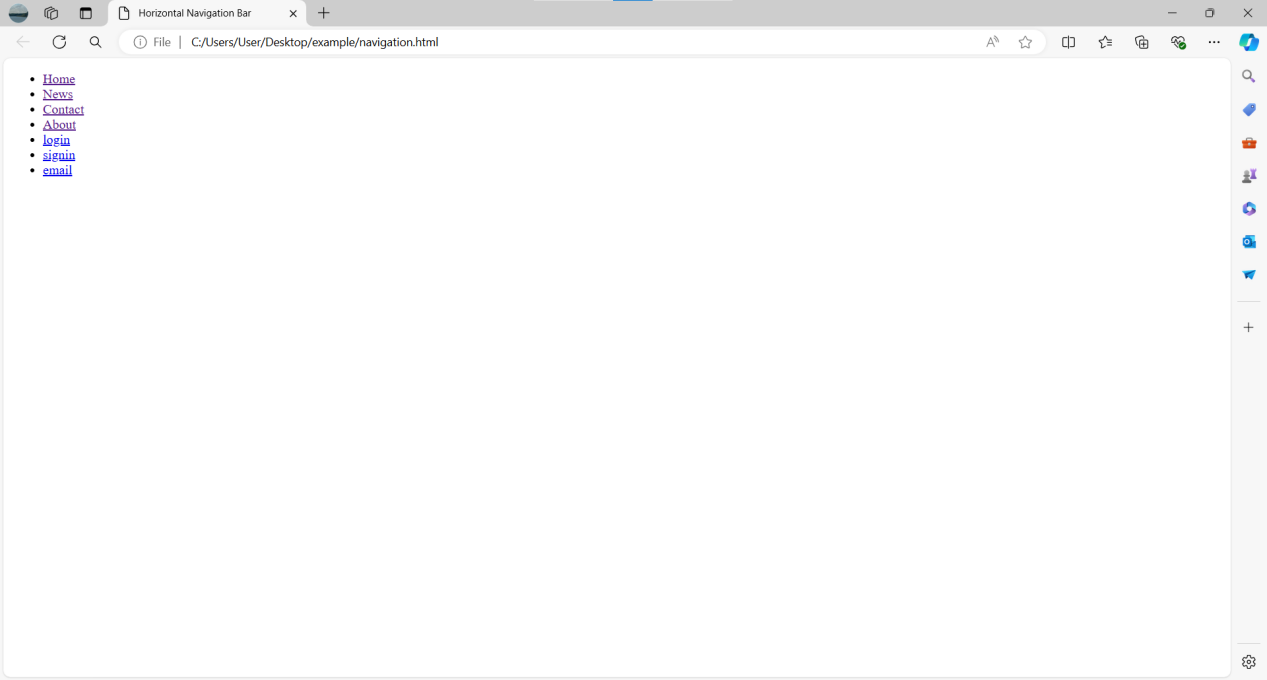 Horizontal Navigation Bar
File | C:/Users/User/Desktop/example/navigation.html
Home
News
Contact
About
login
signin
email